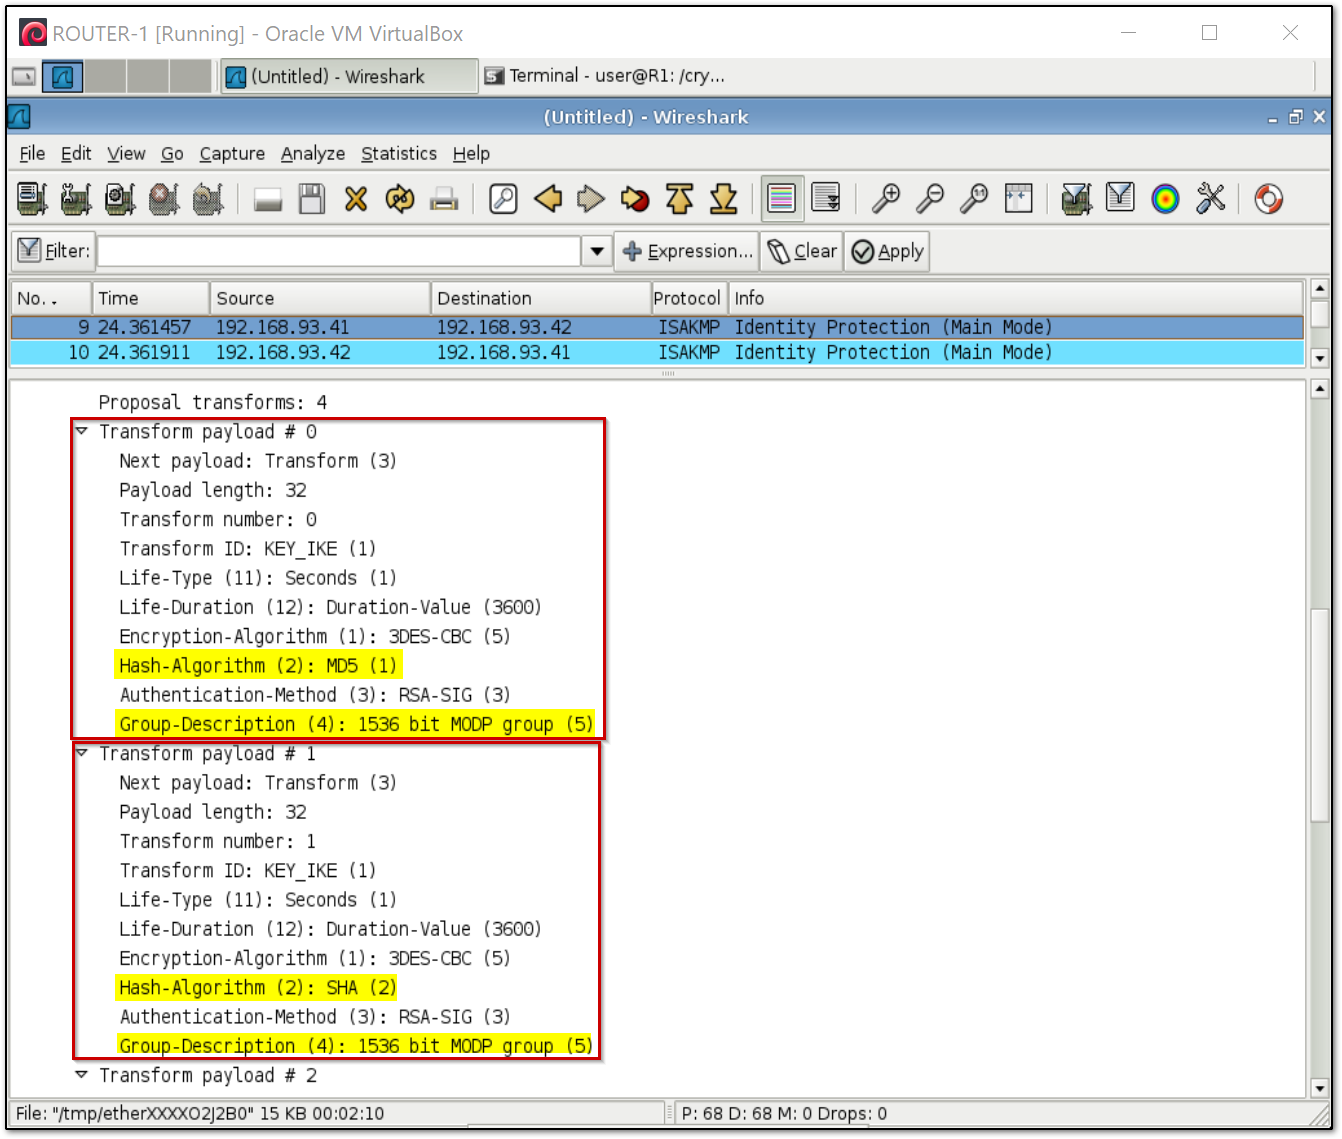 ROUTER-1 [Running] - Oracle VM VirtualBox
(Untitled) - Wireshark Terminal - user@R1: /cry...
(Untitled) - Wireshark
File Edit View Go Capture Analyze Statistics Help
Filter: Expression... Clear Apply
No. . Time Source Destination Protocol Info
9 24.361457 192.168.93.41 192.168.93.42 ISAKMP Identity Protection (Main Mode)
10 24.361911 192.168.93.42 192.168.93.41 ISAKMP Identity Protection (Main Mode)
Proposal transforms: 4
Transform payload # 0
Next payload: Transform (3)
Payload length: 32
Transform number: 0
Transform ID: KEY_IKE (1)
Life-Type (11): Seconds (1)
Life-Duration (12): Duration-Value (3600)
Encryption-Algorithm (1): 3DES-CBC (5)
Hash-Algorithm (2): MD5 (1)
Authentication-Method (3): RSA-SIG (3)
Group-Description (4): 1536 bit MODP group (5)
Transform payload # 1
Next payload: Transform (3)
Payload length: 32
Transform number: 1
Transform ID: KEY_IKE (1)
Life-Type (11): Seconds (1)
Life-Duration (12): Duration-Value (3600)
Encryption-Algorithm (1): 3DES-CBC (5)
Hash-Algorithm (2): SHA (2)
Authentication-Method (3): RSA-SIG (3)
Group-Description (4): 1536 bit MODP group (5)
Transform payload # 2
File: "/tmp/etherXXXXO2J2B0" 15 KB 00:02:10 P: 68 D: 68 M: 0 Drops: 0